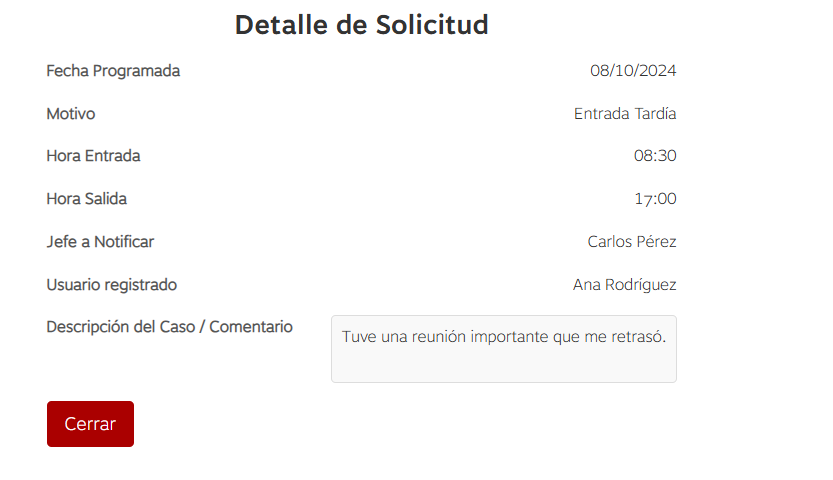 Detalle de Solicitud
Fecha Programada 08/10/2024
Motivo Entrada Tardía
Hora Entrada 08:30
Hora Salida 17:00
Jefe a Notificar Carlos Pérez
Usuario registrado Ana Rodríguez
Descripción del Caso / Comentario Tuve una reunión importante que me retrasó.
Cerrar